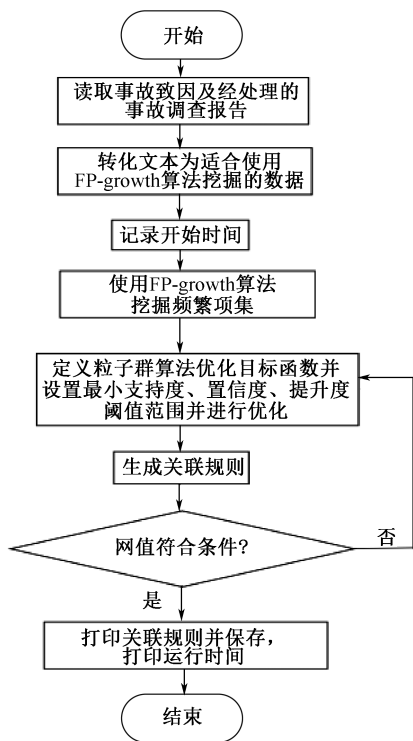 开始
读取事故致因及经处理的
事故调查报告
转化文本为适合使用
FP-growth算法挖掘的数据
记录开始时间
使用FP-growth算法
挖掘频繁项集
定义粒子群算法优化目标函数并
设置最小支持度、置信度、提升度
阈值范围并进行优化
生成关联规则
网值符合条件?
否
是
打印关联规则并保存,
打印运行时间
结束